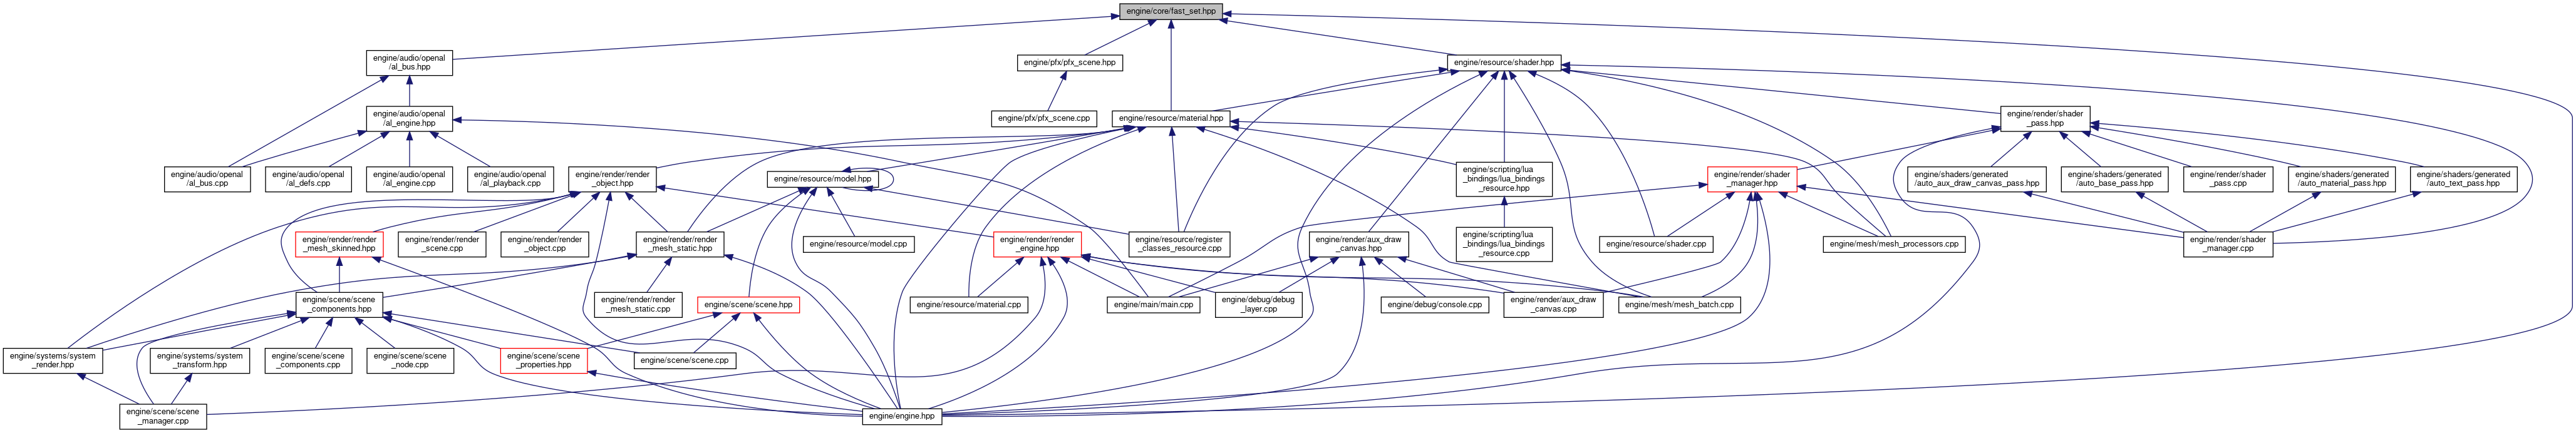 engine/core/fast_set.hpp
engine/audio/openal
/al_bus.hpp
engine/pfx/pfx_scene.hpp
engine/resource/shader.hpp
engine/audio/openal
/al_engine.hpp
engine/pfx/pfx_scene.cpp
engine/resource/material.hpp
engine/render/shader
_pass.hpp
engine/audio/openal
/al_bus.cpp
engine/audio/openal
/al_defs.cpp
engine/audio/openal
/al_engine.cpp
engine/audio/openal
/al_playback.cpp
engine/render/render
_object.hpp
engine/resource/model.hpp
engine/scripting/lua
_bindings/lua_bindings
_resource.hpp
engine/render/shader
_manager.hpp
engine/shaders/generated
/auto_aux_draw_canvas_pass.hpp
engine/shaders/generated
/auto_base_pass.hpp
engine/render/shader
_pass.cpp
engine/shaders/generated
/auto_material_pass.hpp
engine/shaders/generated
/auto_text_pass.hpp
engine/render/render
_mesh_skinned.hpp
engine/render/render
_scene.cpp
engine/render/render
_object.cpp
engine/render/render
_mesh_static.hpp
engine/resource/model.cpp
engine/render/render
_engine.hpp
engine/resource/register
_classes_resource.cpp
engine/render/aux_draw
_canvas.hpp
engine/scripting/lua
_bindings/lua_bindings
_resource.cpp
engine/resource/shader.cpp
engine/mesh/mesh_processors.cpp
engine/render/shader
_manager.cpp
engine/scene/scene
_components.hpp
engine/render/render
_mesh_static.cpp
engine/scene/scene.hpp
engine/resource/material.cpp
engine/main/main.cpp
engine/debug/debug
_layer.cpp
engine/debug/console.cpp
engine/render/aux_draw
_canvas.cpp
engine/mesh/mesh_batch.cpp
engine/systems/system
_render.hpp
engine/systems/system
_transform.hpp
engine/scene/scene
_components.cpp
engine/scene/scene
_node.cpp
engine/scene/scene
_properties.hpp
engine/scene/scene.cpp
engine/scene/scene
_manager.cpp
engine/engine.hpp